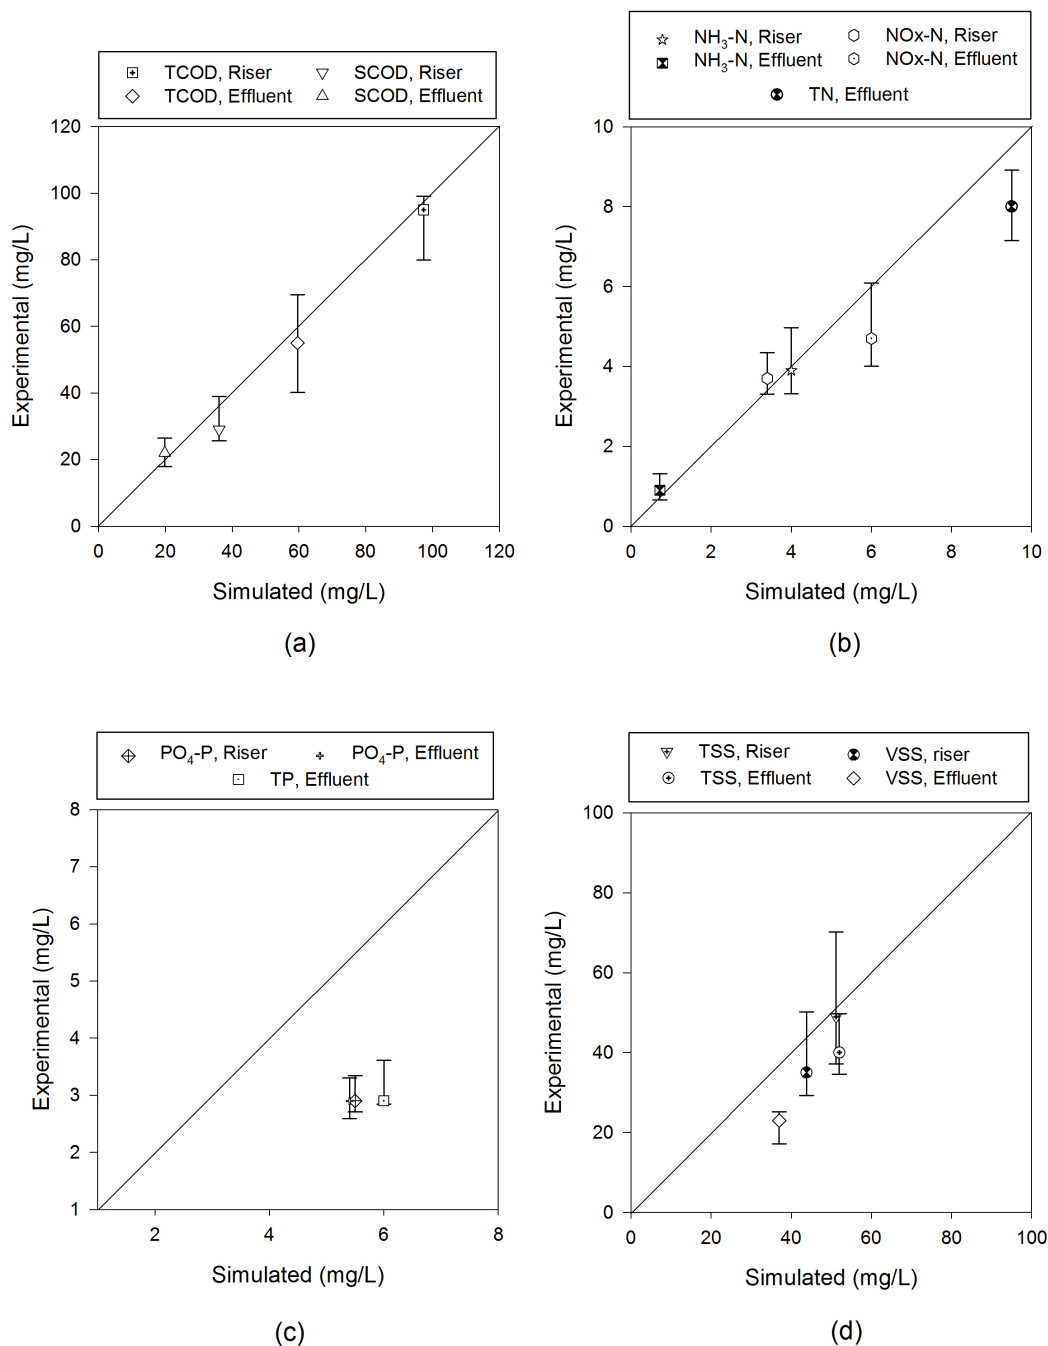 TCOD, Riser SCOD, Riser
TCOD, Effluent SCOD, Effluent
120
100
80
60
40
20
0
Experimental (mg/L)
0 20 40 60 80 100 120
Simulated (mg/L)
(a)
NH3-N, Riser NOx-N, Riser
NH3-N, Effluent NOx-N, Effluent
TN, Effluent
10
8
6
4
2
0
Experimental (mg/L)
0 2 4 6 8 10
Simulated (mg/L)
(b)
PO4-P, Riser PO4-P, Effluent
TP, Effluent
8
7
6
5
4
3
2
1
Experimental (mg/L)
2 4 6 8
Simulated (mg/L)
(c)
TSS, Riser VSS, riser
TSS, Effluent VSS, Effluent
100
80
60
40
20
0
Experimental (mg/L)
0 20 40 60 80 100
Simulated (mg/L)
(d)